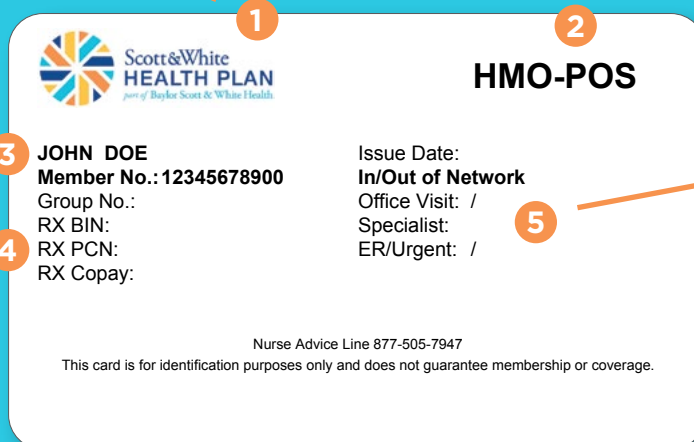 1
2
Scott&White
HEALTH PLAN
part of Baylor Scott & White Health
HMO-POS
3
JOHN DOE
Member No.: 12345678900
Group No.:
RX BIN:
4
RX PCN:
RX Copay:
Issue Date:
In/Out of Network
Office Visit: /
Specialist:
5
ER/Urgent: /
Nurse Advice Line 877-505-7947
This card is for identification purposes only and does not guarantee membership or coverage.